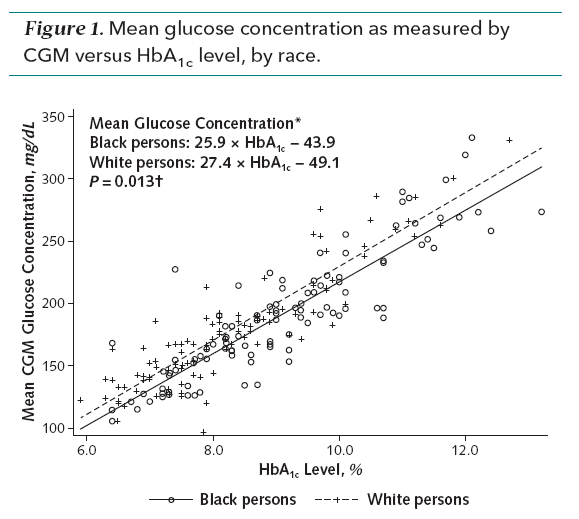 Figure 1. Mean glucose concentration as measured by
CGM versus HbA1c level, by race.
Mean CGM Glucose Concentration, mg/dL
350
300
250
200
150
100
Mean Glucose Concentration*
Black persons: 25.9 × HbA1c – 43.9
White persons: 27.4 × HbA1c – 49.1
P = 0.013†
6.0 8.0 10.0 12.0
HbA1c Level, %
Black persons White persons